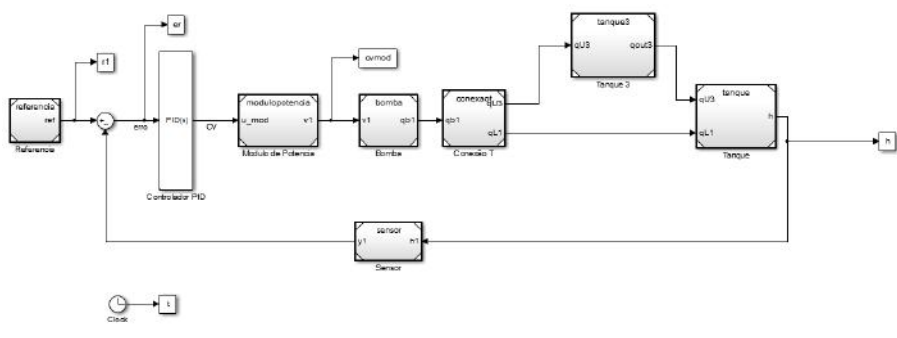 er
r1
referencia
ref
Referencia
erro
PID(s)
Controlador PID
CV
modulopotencia
u_mod
v1
Modulo de Potencia
cvmod
bomba
v1
qb1
Bomba
conexaot
qb1
qU3
qL1
Conexão T
tanque3
qU3
qout3
Tanque 3
tanque
qU3
qL1
h
Tanque
h
sensor
y1
h1
Sensor
t
Clock